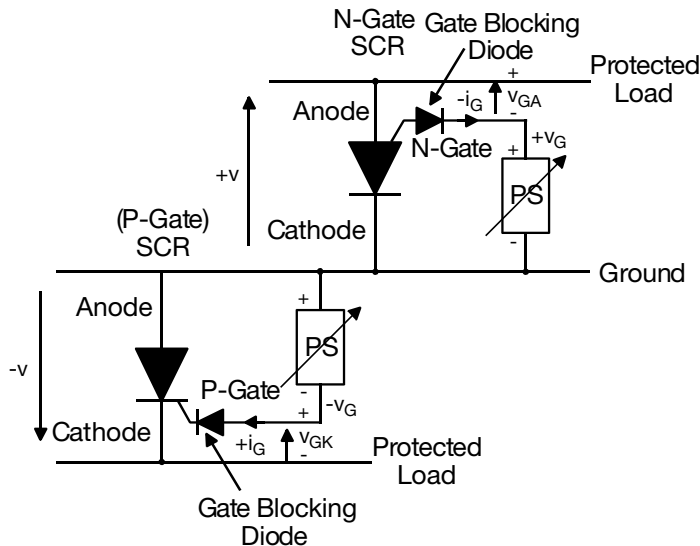 N-Gate
SCR
Gate Blocking
Diode
+
Protected
Load
Anode
-iG
vGA
-
N-Gate
+vG
+
PS
-
+v
Cathode
(P-Gate)
SCR
Ground
Anode
+
PS
-
-v
P-Gate
-vG
+
Cathode
+iG
vGK
-
Protected
Load
Gate Blocking
Diode